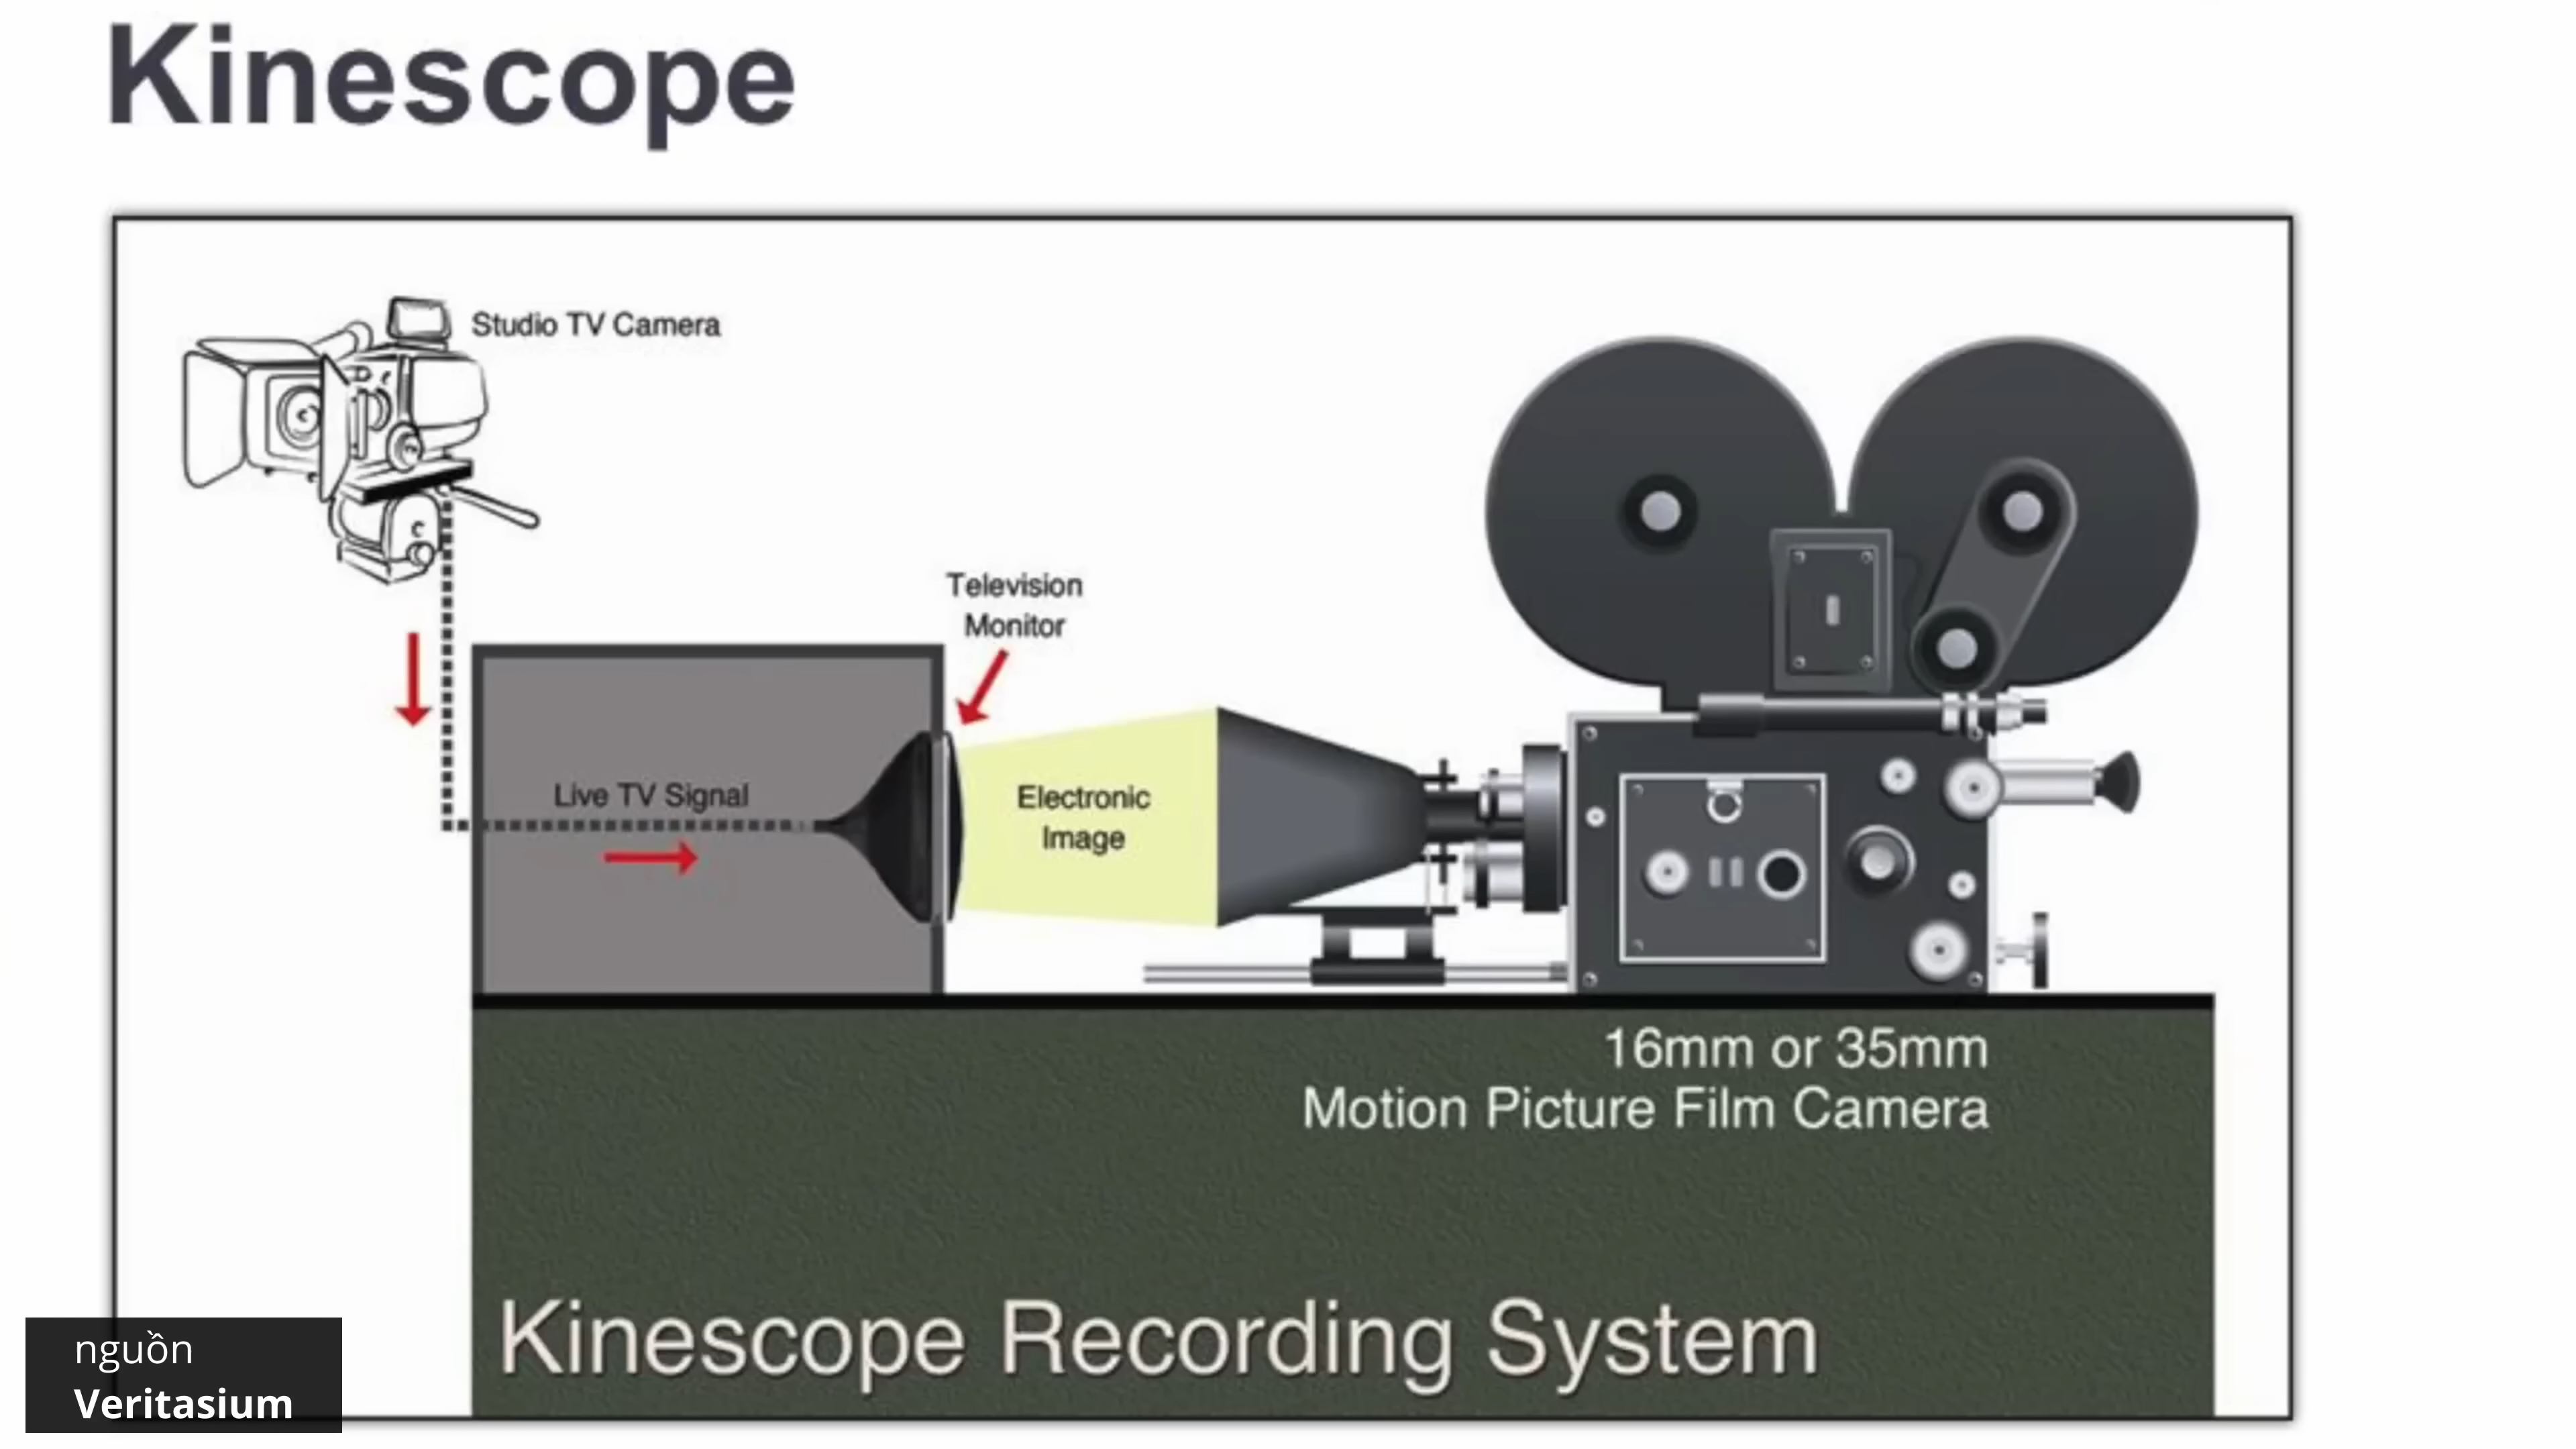 Kinescope
Studio TV Camera
Television
Monitor
Live TV Signal
Electronic
Image
16mm or 35mm
Motion Picture Film Camera
Kinescope Recording System
nguồn
Veritasium